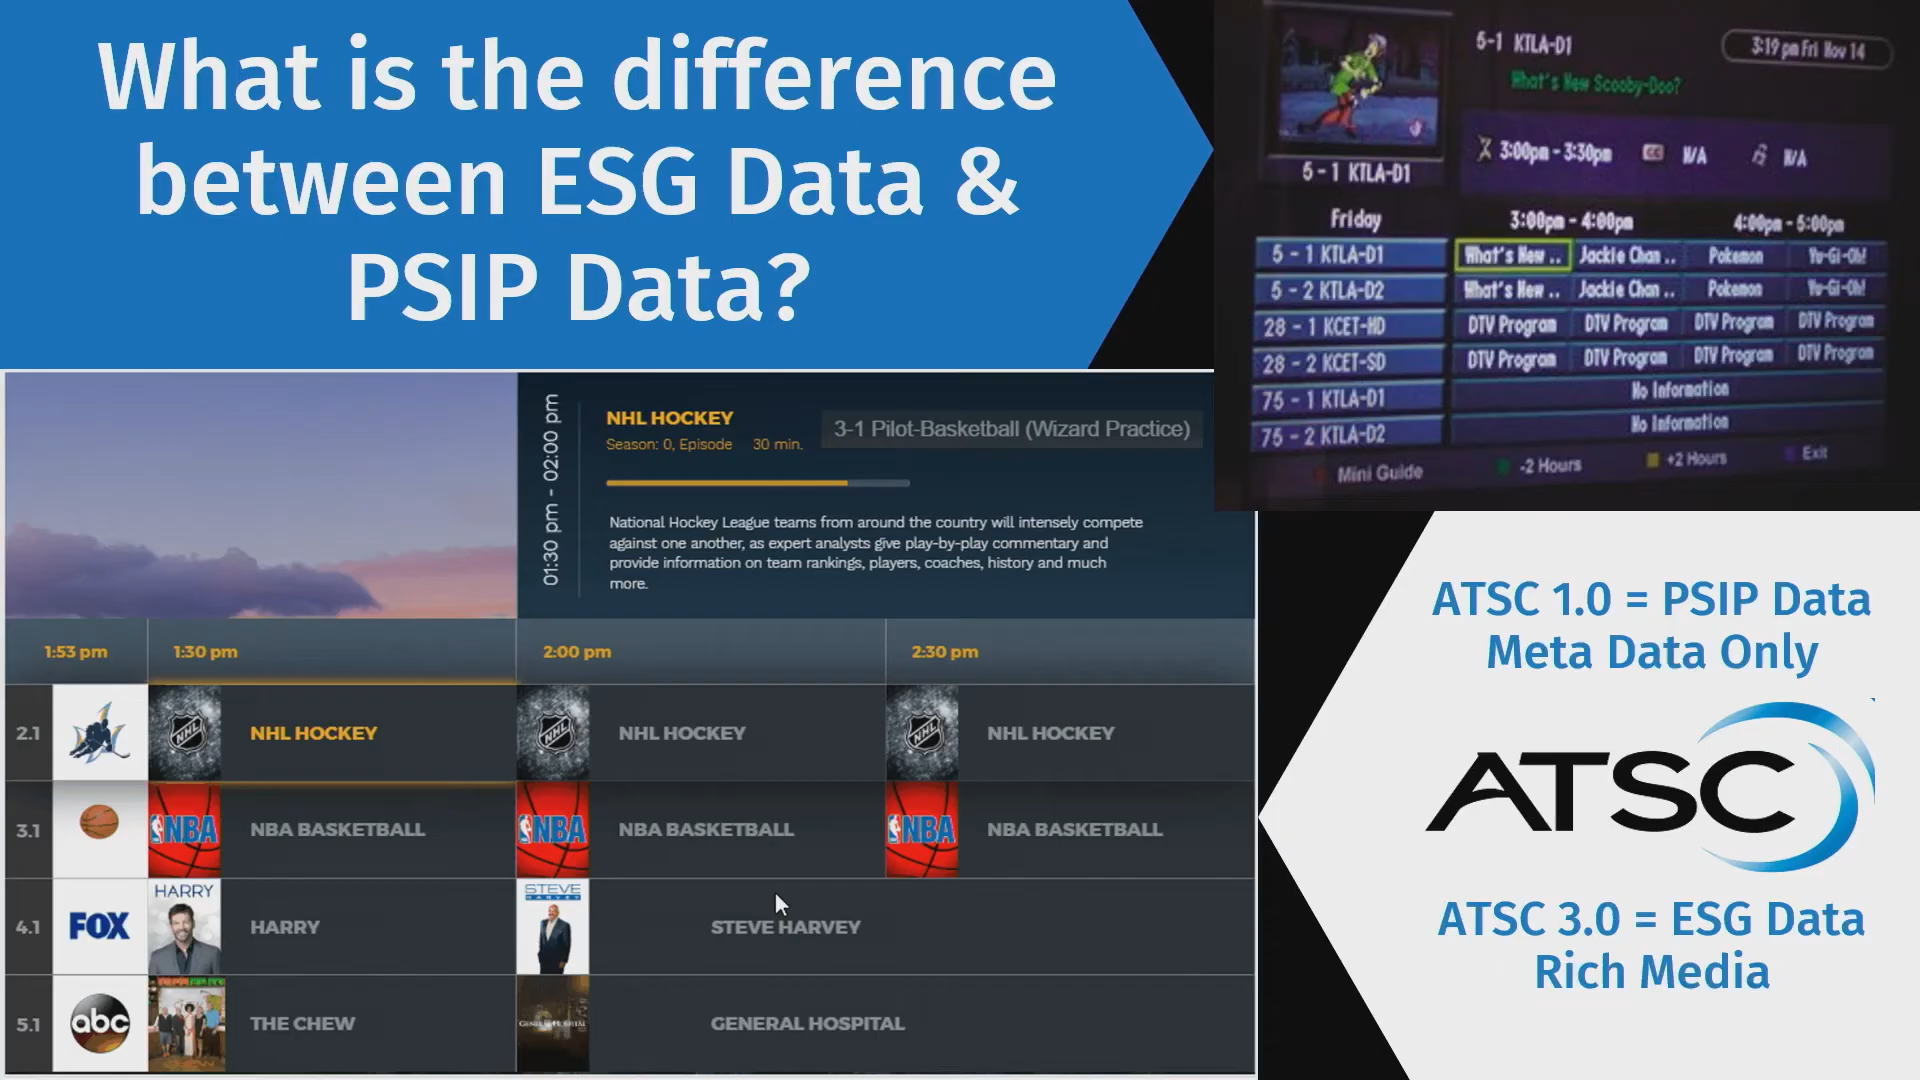 What is the difference
between ESG Data &
PSIP Data?
5-1 KTLA-D1
3:19 pm Fri Nov 14
What's New Scooby-Doo?
3:00pm - 3:30pm
CC
N/A
N/A
5 - 1 KTLA-D1
Friday
3:00pm - 4:00pm
4:00pm - 5:00pm
5 - 1 KTLA-D1
What's New ..
Jackie Chan ..
Pokemon
Yu-Gi-Oh!
5 - 2 KTLA-D2
What's New ..
Jackie Chan ..
Pokemon
Yu-Gi-Oh!
28 - 1 KCET-HD
DTV Program
DTV Program
DTV Program
DTV Program
28 - 2 KCET-SD
DTV Program
DTV Program
DTV Program
DTV Program
75 - 1 KTLA-D1
No Information
75 - 2 KTLA-D2
No Information
Mini Guide
-2 Hours
+2 Hours
Exit
01:30 pm - 02:00 pm
NHL HOCKEY
Season: 0, Episode
30 min.
3-1 Pilot-Basketball (Wizard Practice)
National Hockey League teams from around the country will intensely compete
against one another, as expert analysts give play-by-play commentary and
provide information on team rankings, players, coaches, history and much
more.
1:53 pm
1:30 pm
2:00 pm
2:30 pm
2.1
NHL
NHL HOCKEY
NHL
NHL HOCKEY
NHL
NHL HOCKEY
3.1
NBA
NBA BASKETBALL
NBA
NBA BASKETBALL
NBA
NBA BASKETBALL
4.1
FOX
HARRY
HARRY
STEVE
HARVEY
STEVE HARVEY
5.1
abc
THE CHEW
GENERAL HOSPITAL
GENERAL HOSPITAL
ATSC 1.0 = PSIP Data
Meta Data Only
ATSC
ATSC 3.0 = ESG Data
Rich Media